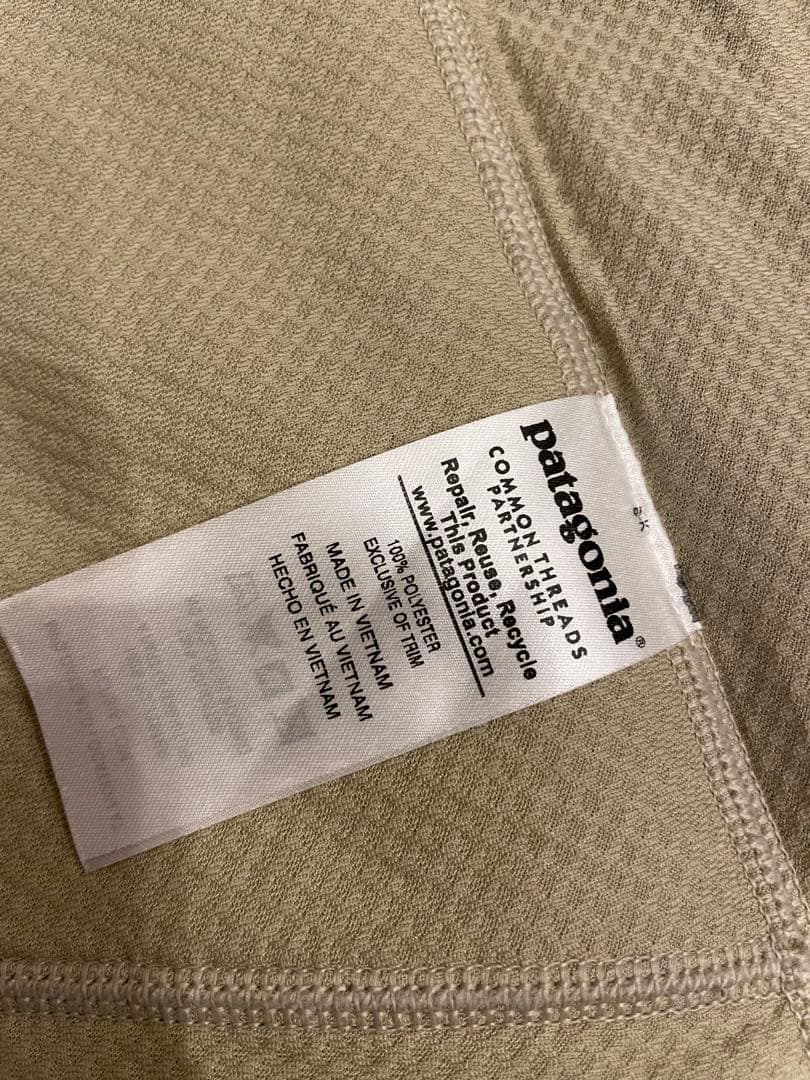 patagonia®
COMMON THREADS
PARTNERSHIP
Repair, Reuse, Recycle
This Product
www.patagonia.com
100% POLYESTER
EXCLUSIVE OF TRIM
MADE IN VIETNAM
FABRIQUÉ AU VIETNAM
HECHO EN VIETNAM